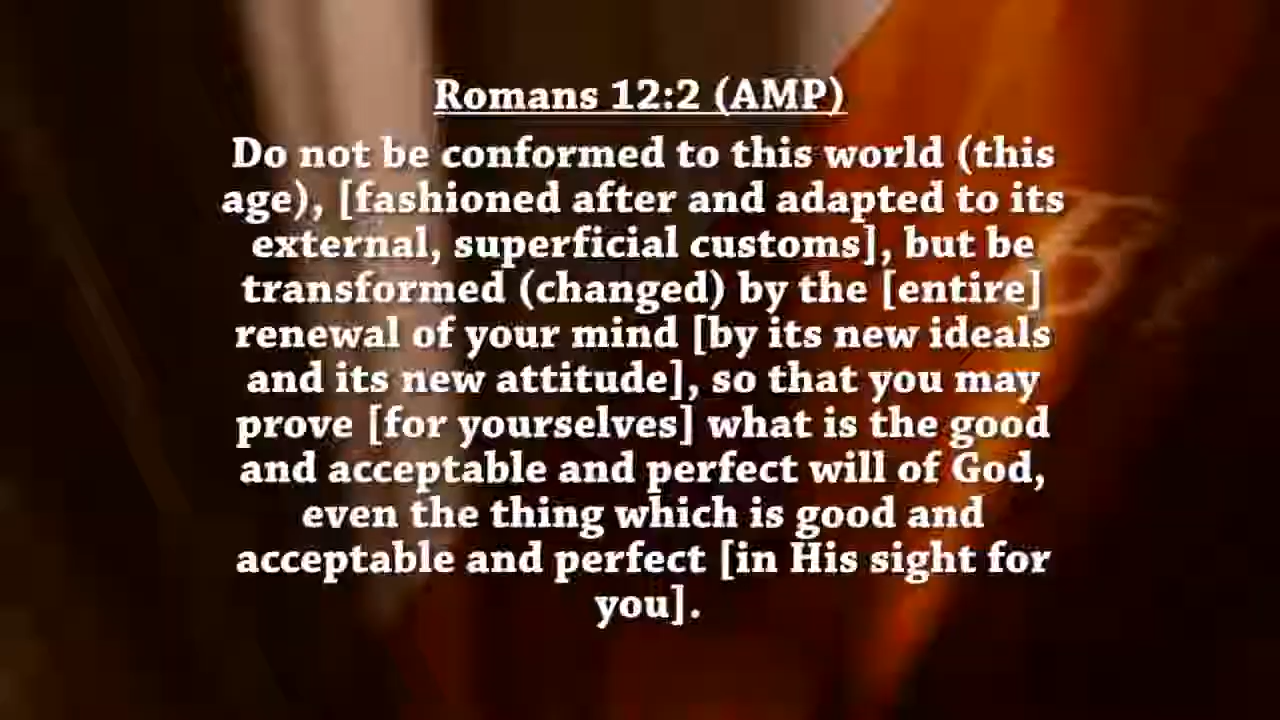 Romans 12:2 (AMP)
Do not be conformed to this world (this
age), [fashioned after and adapted to its
external, superficial customs], but be
transformed (changed) by the [entire]
renewal of your mind [by its new ideals
and its new attitude], so that you may
prove [for yourselves] what is the good
and acceptable and perfect will of God,
even the thing which is good and
acceptable and perfect [in His sight for
you].